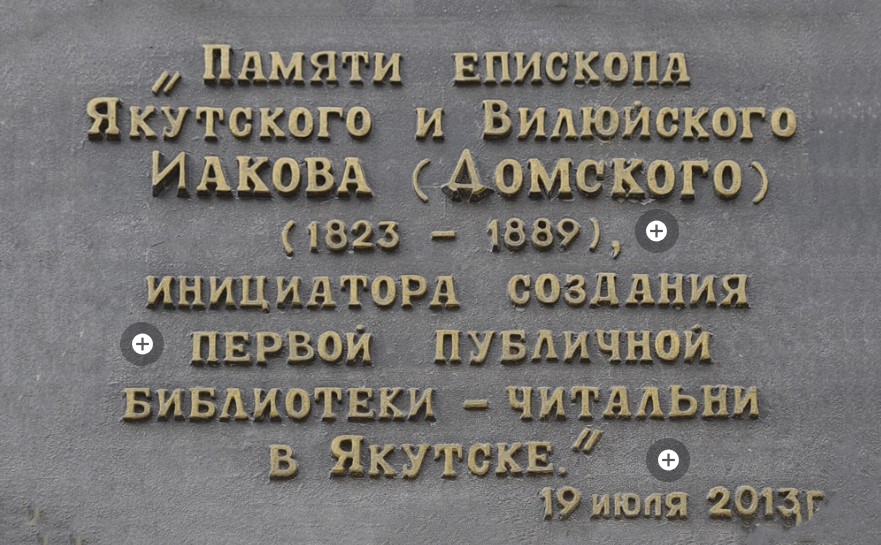 Памяти епископа
"Якутского и Вилюйского
Иакова (Домского)
(1823 – 1889),
инициатора создания
первой публичной
библиотеки – читальни
в Якутске."
19 июля 2013г